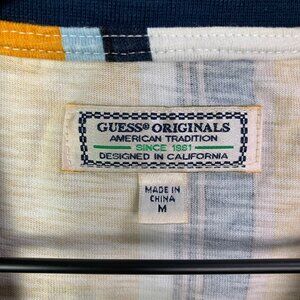 GUESS® ORIGINALS
AMERICAN TRADITION
SINCE 1981
DESIGNED IN CALIFORNIA
MADE IN
CHINA
M